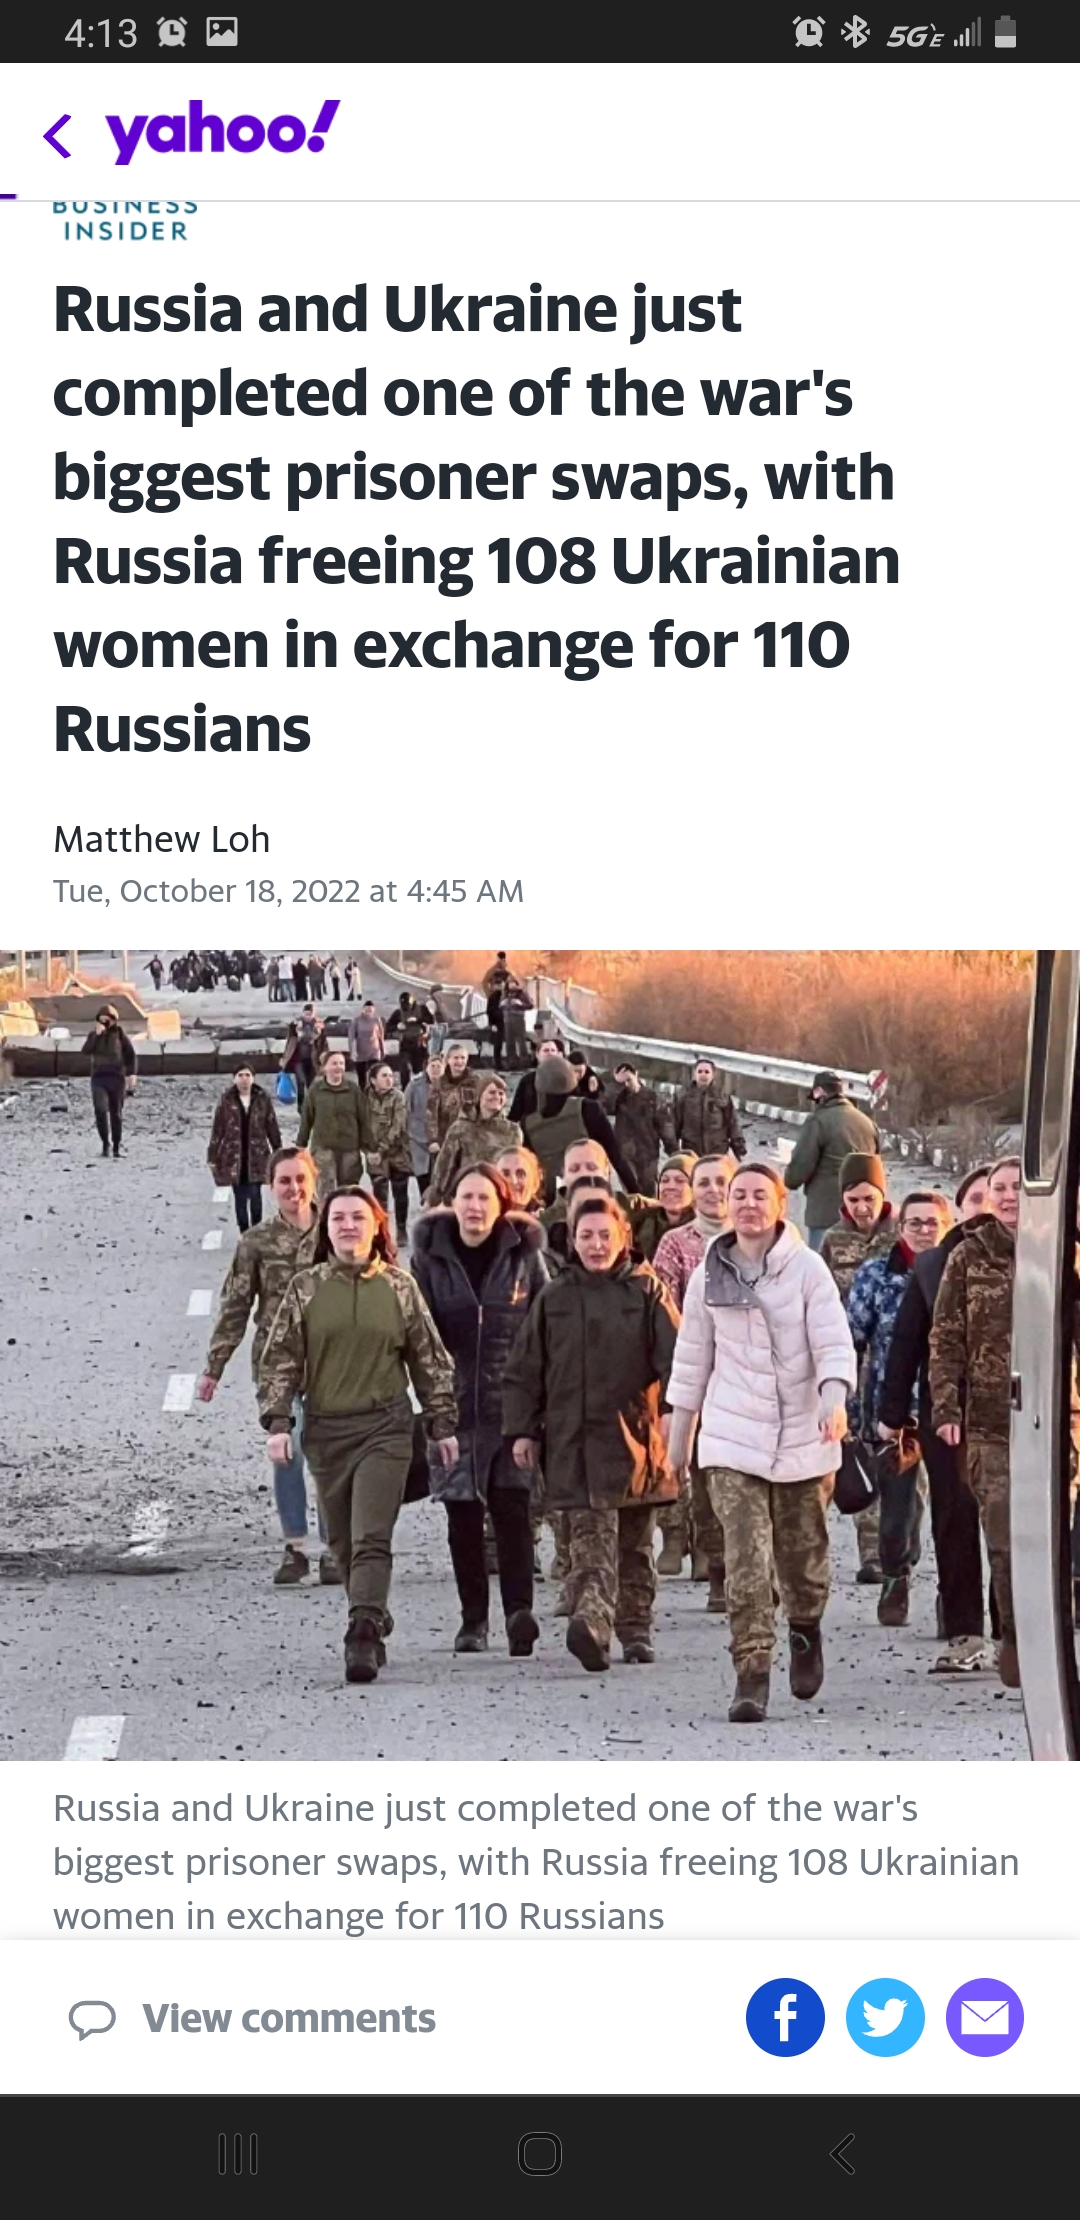 4:13
5GE
yahoo!
BUSINESS
INSIDER
Russia and Ukraine just
completed one of the war's
biggest prisoner swaps, with
Russia freeing 108 Ukrainian
women in exchange for 110
Russians
Matthew Loh
Tue, October 18, 2022 at 4:45 AM
Russia and Ukraine just completed one of the war's
biggest prisoner swaps, with Russia freeing 108 Ukrainian
women in exchange for 110 Russians
View comments